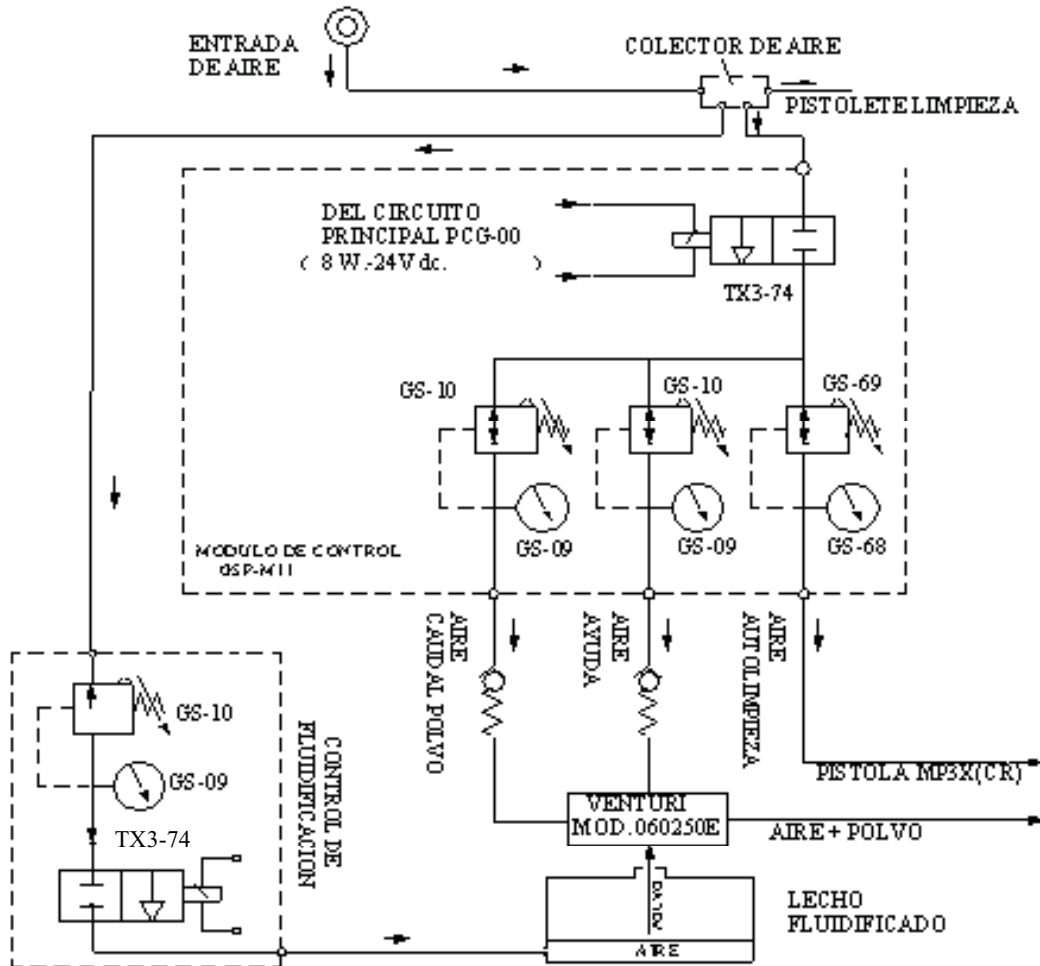 ENTRADA
DE AIRE
COLECTOR DE AIRE
PISTOLETE LIMPIEZA
DEL CIRCUITO
PRINCIPAL PCG-00
( 8 W.-24V dc. )
TX3-74
GS-10
GS-10
GS-69
GS-09
GS-09
GS-68
MODULO DE CONTROL
GSP-M11
AIRE
CAUDAL POLVO
AIRE
AYUDA
AIRE
AUTOLIMPIEZA
GS-10
GS-09
TX3-74
CONTROL DE
FLUIDIFICACION
PISTOLA MP3X(CR)
VENTURI
MOD.060250E
AIRE + POLVO
POLVO
AIRE
LECHO
FLUIDIFICADO